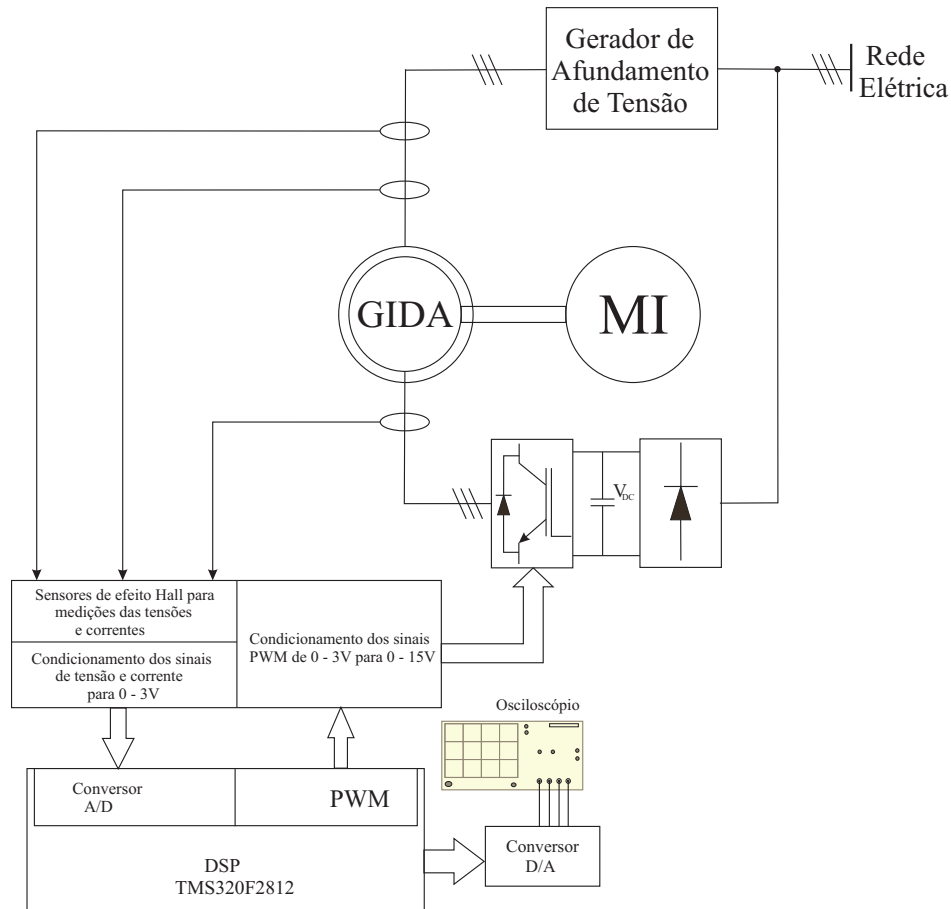 Gerador de
Afundamento
de Tensão
Rede
Elétrica
GIDA
MI
VDC
Sensores de efeito Hall para
medições das tensões
e correntes
Condicionamento dos sinais
de tensão e corrente
para 0 - 3V
Condicionamento dos sinais
PWM de 0 - 3V para 0 - 15V
Osciloscópio
Conversor
A/D
PWM
DSP
TMS320F2812
Conversor
D/A